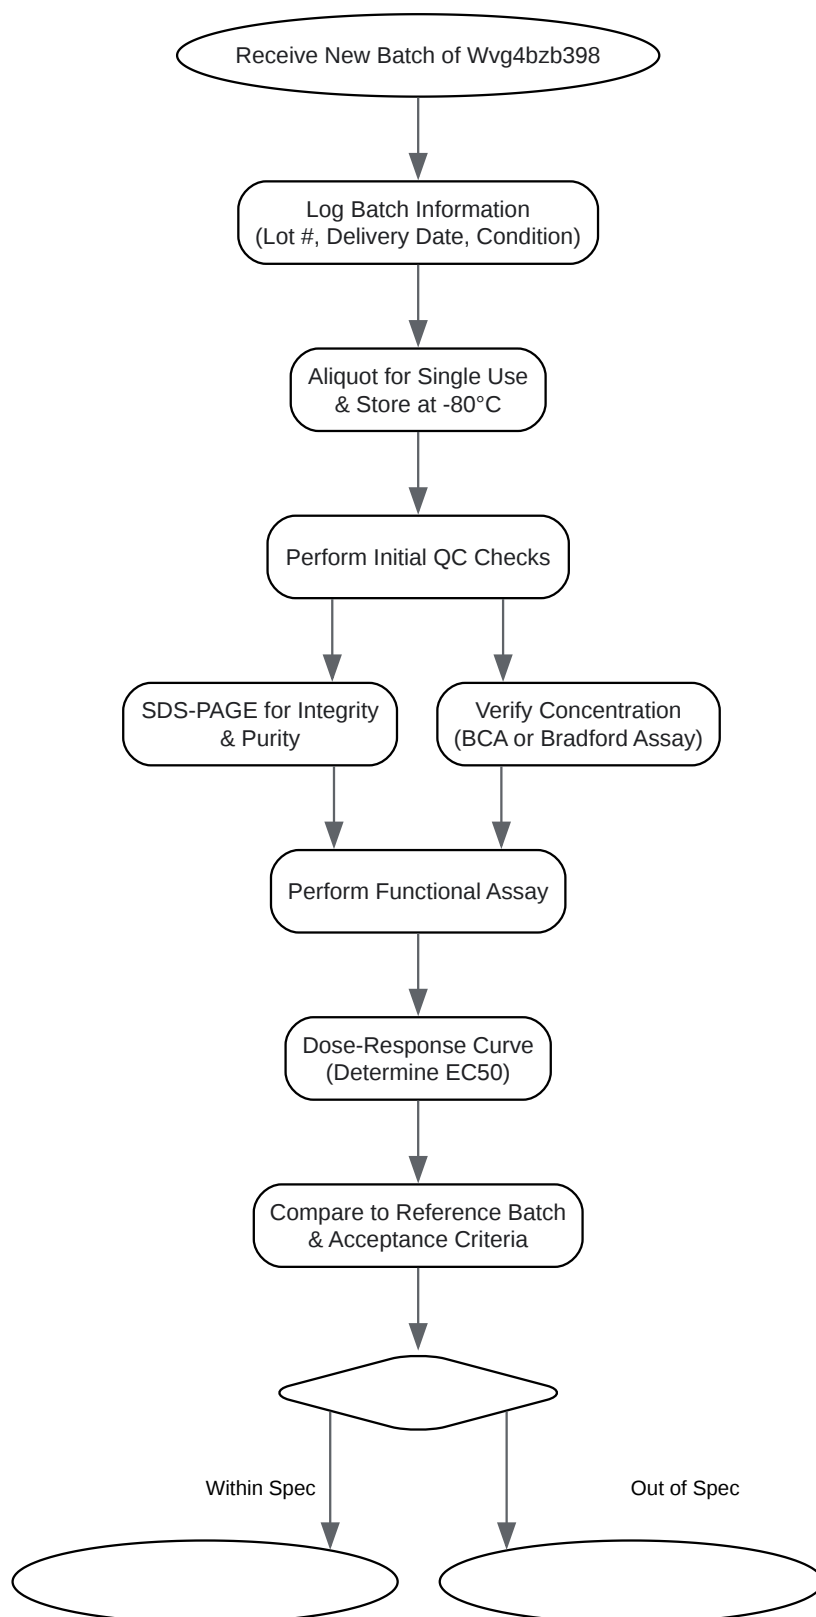 Receive New Batch of Wvg4bzb398
Log Batch Information
(Lot #, Delivery Date, Condition)
Aliquot for Single Use
& Store at -80°C
Perform Initial QC Checks
SDS-PAGE for Integrity
& Purity
Verify Concentration
(BCA or Bradford Assay)
Perform Functional Assay
Dose-Response Curve
(Determine EC50)
Compare to Reference Batch
& Acceptance Criteria
Within Spec
Out of Spec